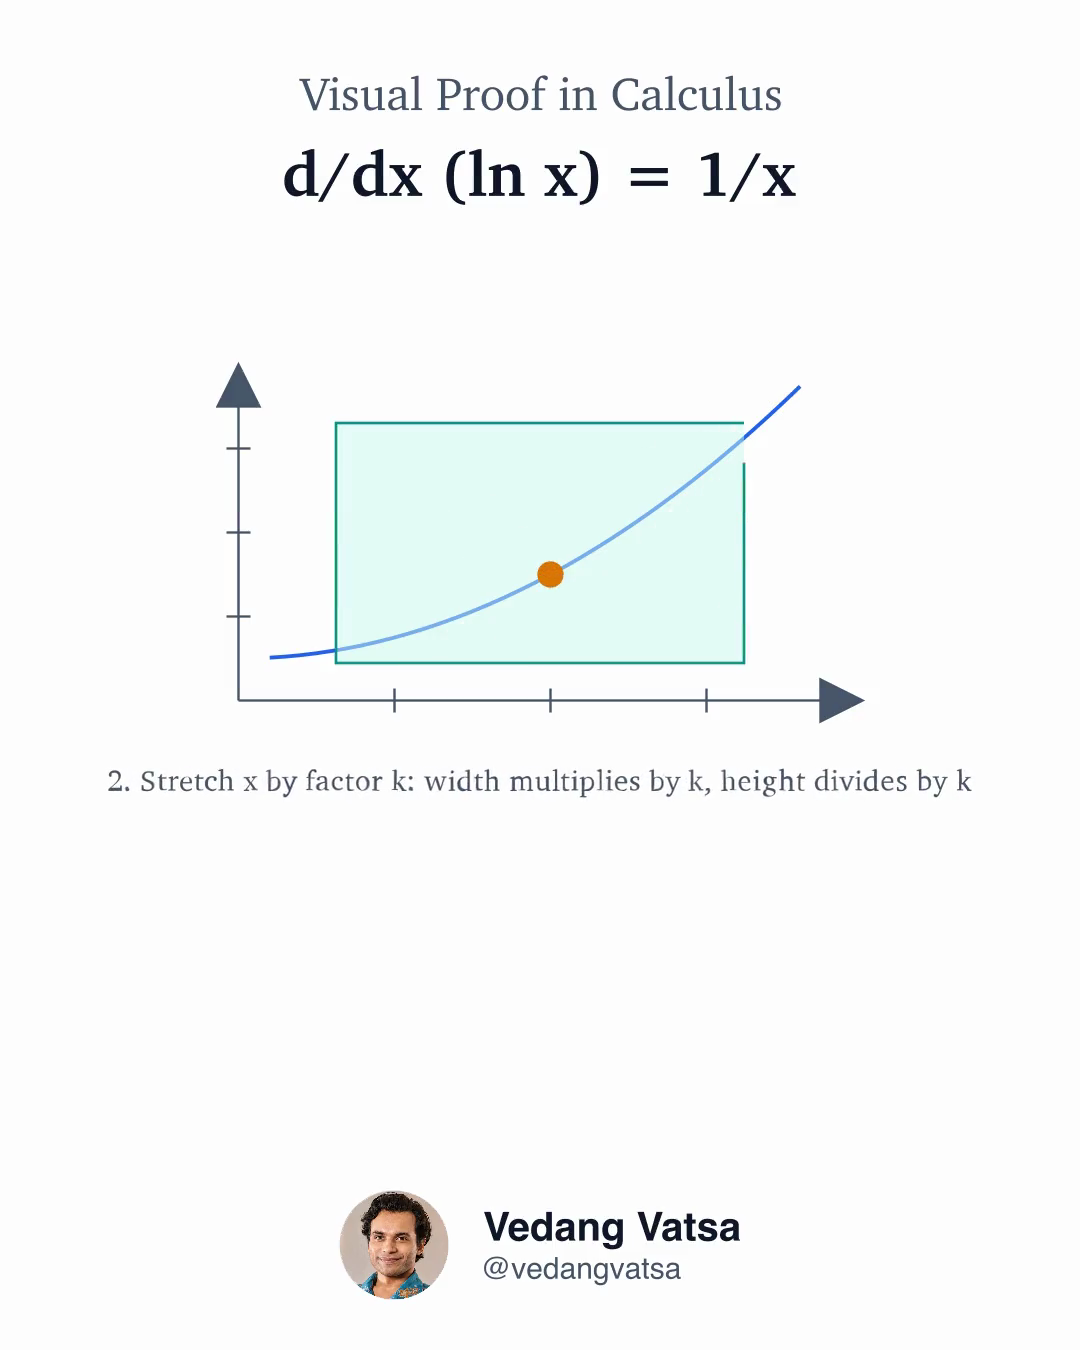 Visual Proof in Calculus
d/dx (ln x) = 1/x
2. Stretch x by factor k: width multiplies by k, height divides by k
Vedang Vatsa
@vedangvatsa